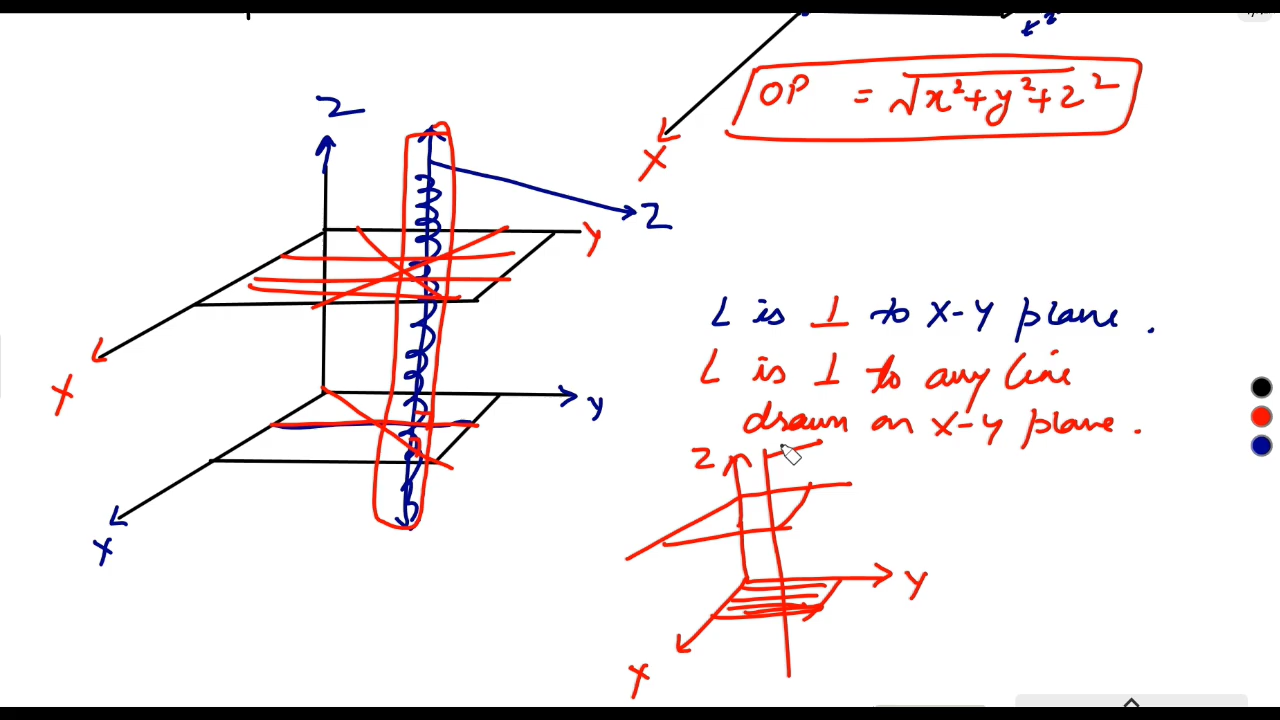 OP = √x²+y²+z²
X
Z
Z
Y
X
Y
X
L is ⊥ to X-Y plane.
L is ⊥ to any line
drawn on X-Y plane.
Z
Y
X